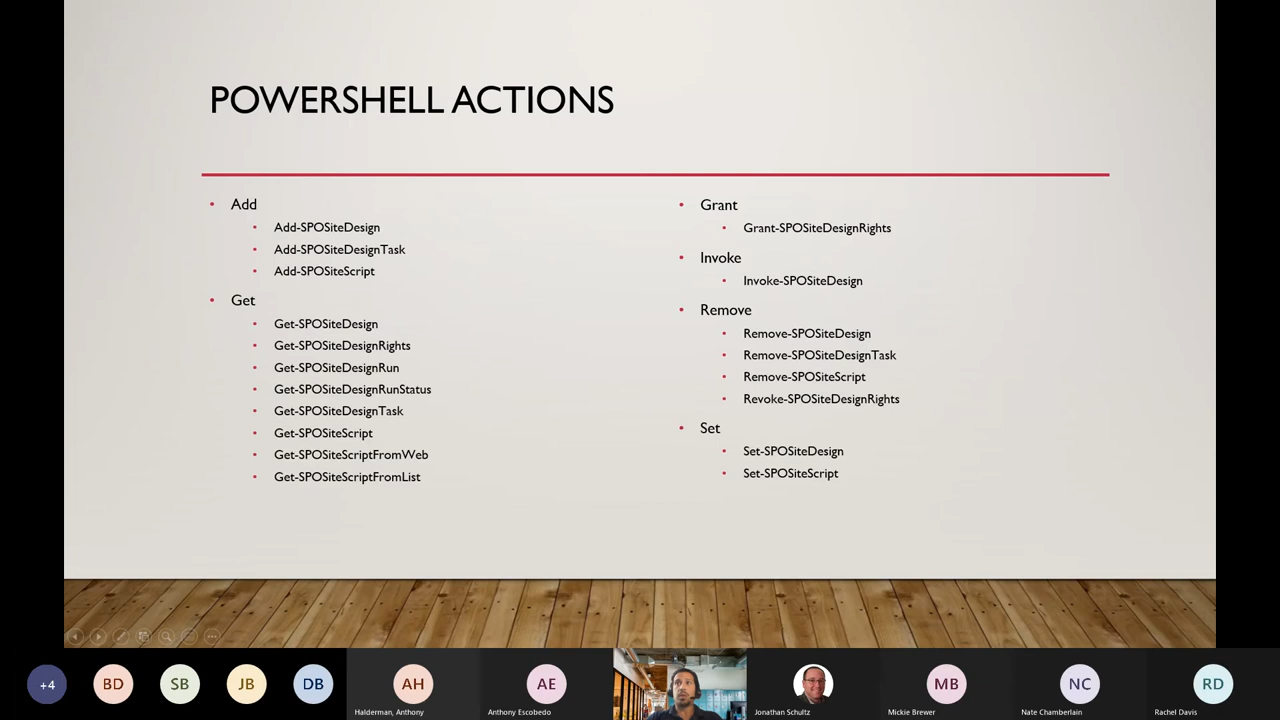 POWERSHELL ACTIONS
Add
Add-SPOSiteDesign
Add-SPOSiteDesignTask
Add-SPOSiteScript
Get
Get-SPOSiteDesign
Get-SPOSiteDesignRights
Get-SPOSiteDesignRun
Get-SPOSiteDesignRunStatus
Get-SPOSiteDesignTask
Get-SPOSiteScript
Get-SPOSiteScriptFromWeb
Get-SPOSiteScriptFromList
Grant
Grant-SPOSiteDesignRights
Invoke
Invoke-SPOSiteDesign
Remove
Remove-SPOSiteDesign
Remove-SPOSiteDesignTask
Remove-SPOSiteScript
Revoke-SPOSiteDesignRights
Set
Set-SPOSiteDesign
Set-SPOSiteScript
+4 BD SB JB DB AH AE MB NC RD
Halderman, Anthony Anthony Escobedo Jonathan Schultz Mickie Brewer Nate Chamberlain Rachel Davis